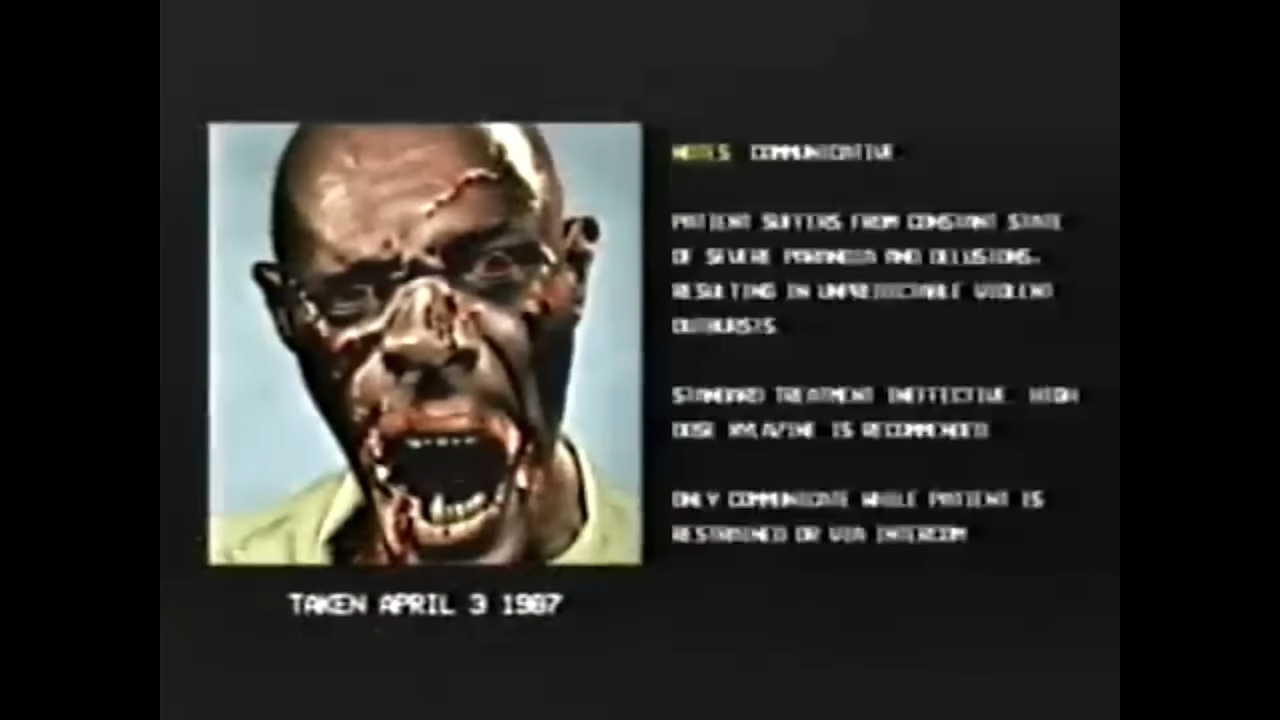 NOTES COMMUNICATIVE
PATIENT SUFFERS FROM CONSTANT STATE
OF SEVERE PARANOIA AND DELUSIONS,
RESULTING IN UNPREDICTABLE VIOLENT
OUTBURSTS
STANDARD TREATMENT INEFFECTIVE. HIGH
DOSE XYLAZINE IS RECOMMENDED
ONLY COMMUNICATE WHILE PATIENT IS
RESTRAINED OR VIA INTERCOM
TAKEN APRIL 3 1987